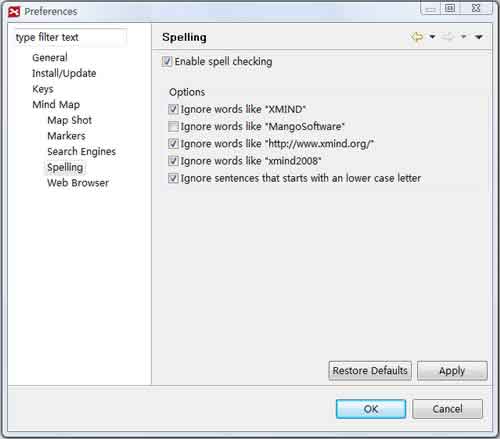 Preferences
type filter text
General
Install/Update
Keys
Mind Map
Map Shot
Markers
Search Engines
Spelling
Web Browser
Spelling
Enable spell checking
Options
Ignore words like "XMIND"
Ignore words like "MangoSoftware"
Ignore words like "http://www.xmind.org/"
Ignore words like "xmind2008"
Ignore sentences that starts with an lower case letter
Restore Defaults Apply
OK Cancel